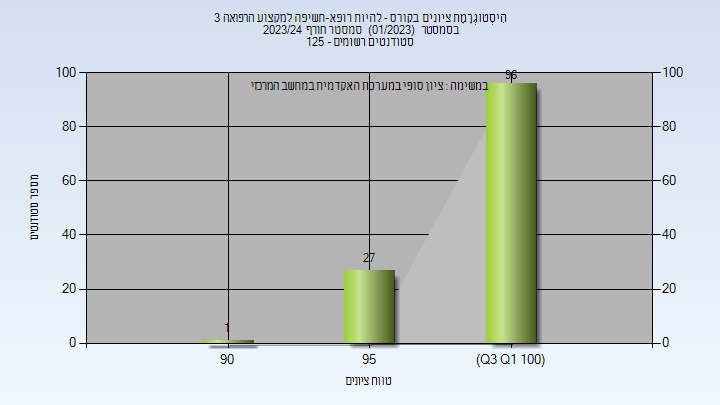 היסטוגרמת ציונים בקורס - להיות רופא-חשיפה למקצוע הרפואה 3
בסמסטר (01/2023) סמסטר חורף 2023/24
סטודנטים רשומים - 125
במשימה : ציון סופי במערכת האקדמית במחשב המרכזי
מספר סטודנטים
100 100
80 80
60 60
40 40
20 20
0 0
1
27
96
90 95 (Q3 Q1 100)
טווח ציונים